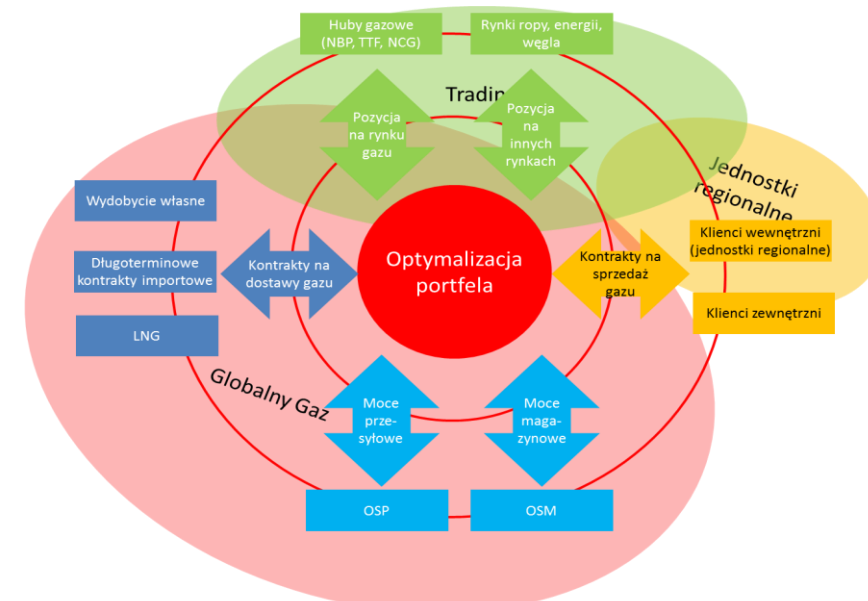 Huby gazowe
(NBP, TTF, NCG)
Rynki ropy, energii,
węgla
Tradin
Pozycja
na rynku
gazu
Pozycja
na
innych
rynkach
Jednostki
regionalne
Wydobycie własne
Długoterminowe
kontrakty importowe
LNG
Kontrakty na
dostawy gazu
Optymalizacja
portfela
Kontrakty na
sprzedaż
gazu
Klienci wewnętrzni
(jednostki regionalne)
Klienci zewnętrzni
Globalny Gaz
Moce
prze-
syłowe
Moce
maga-
zynowe
OSP
OSM